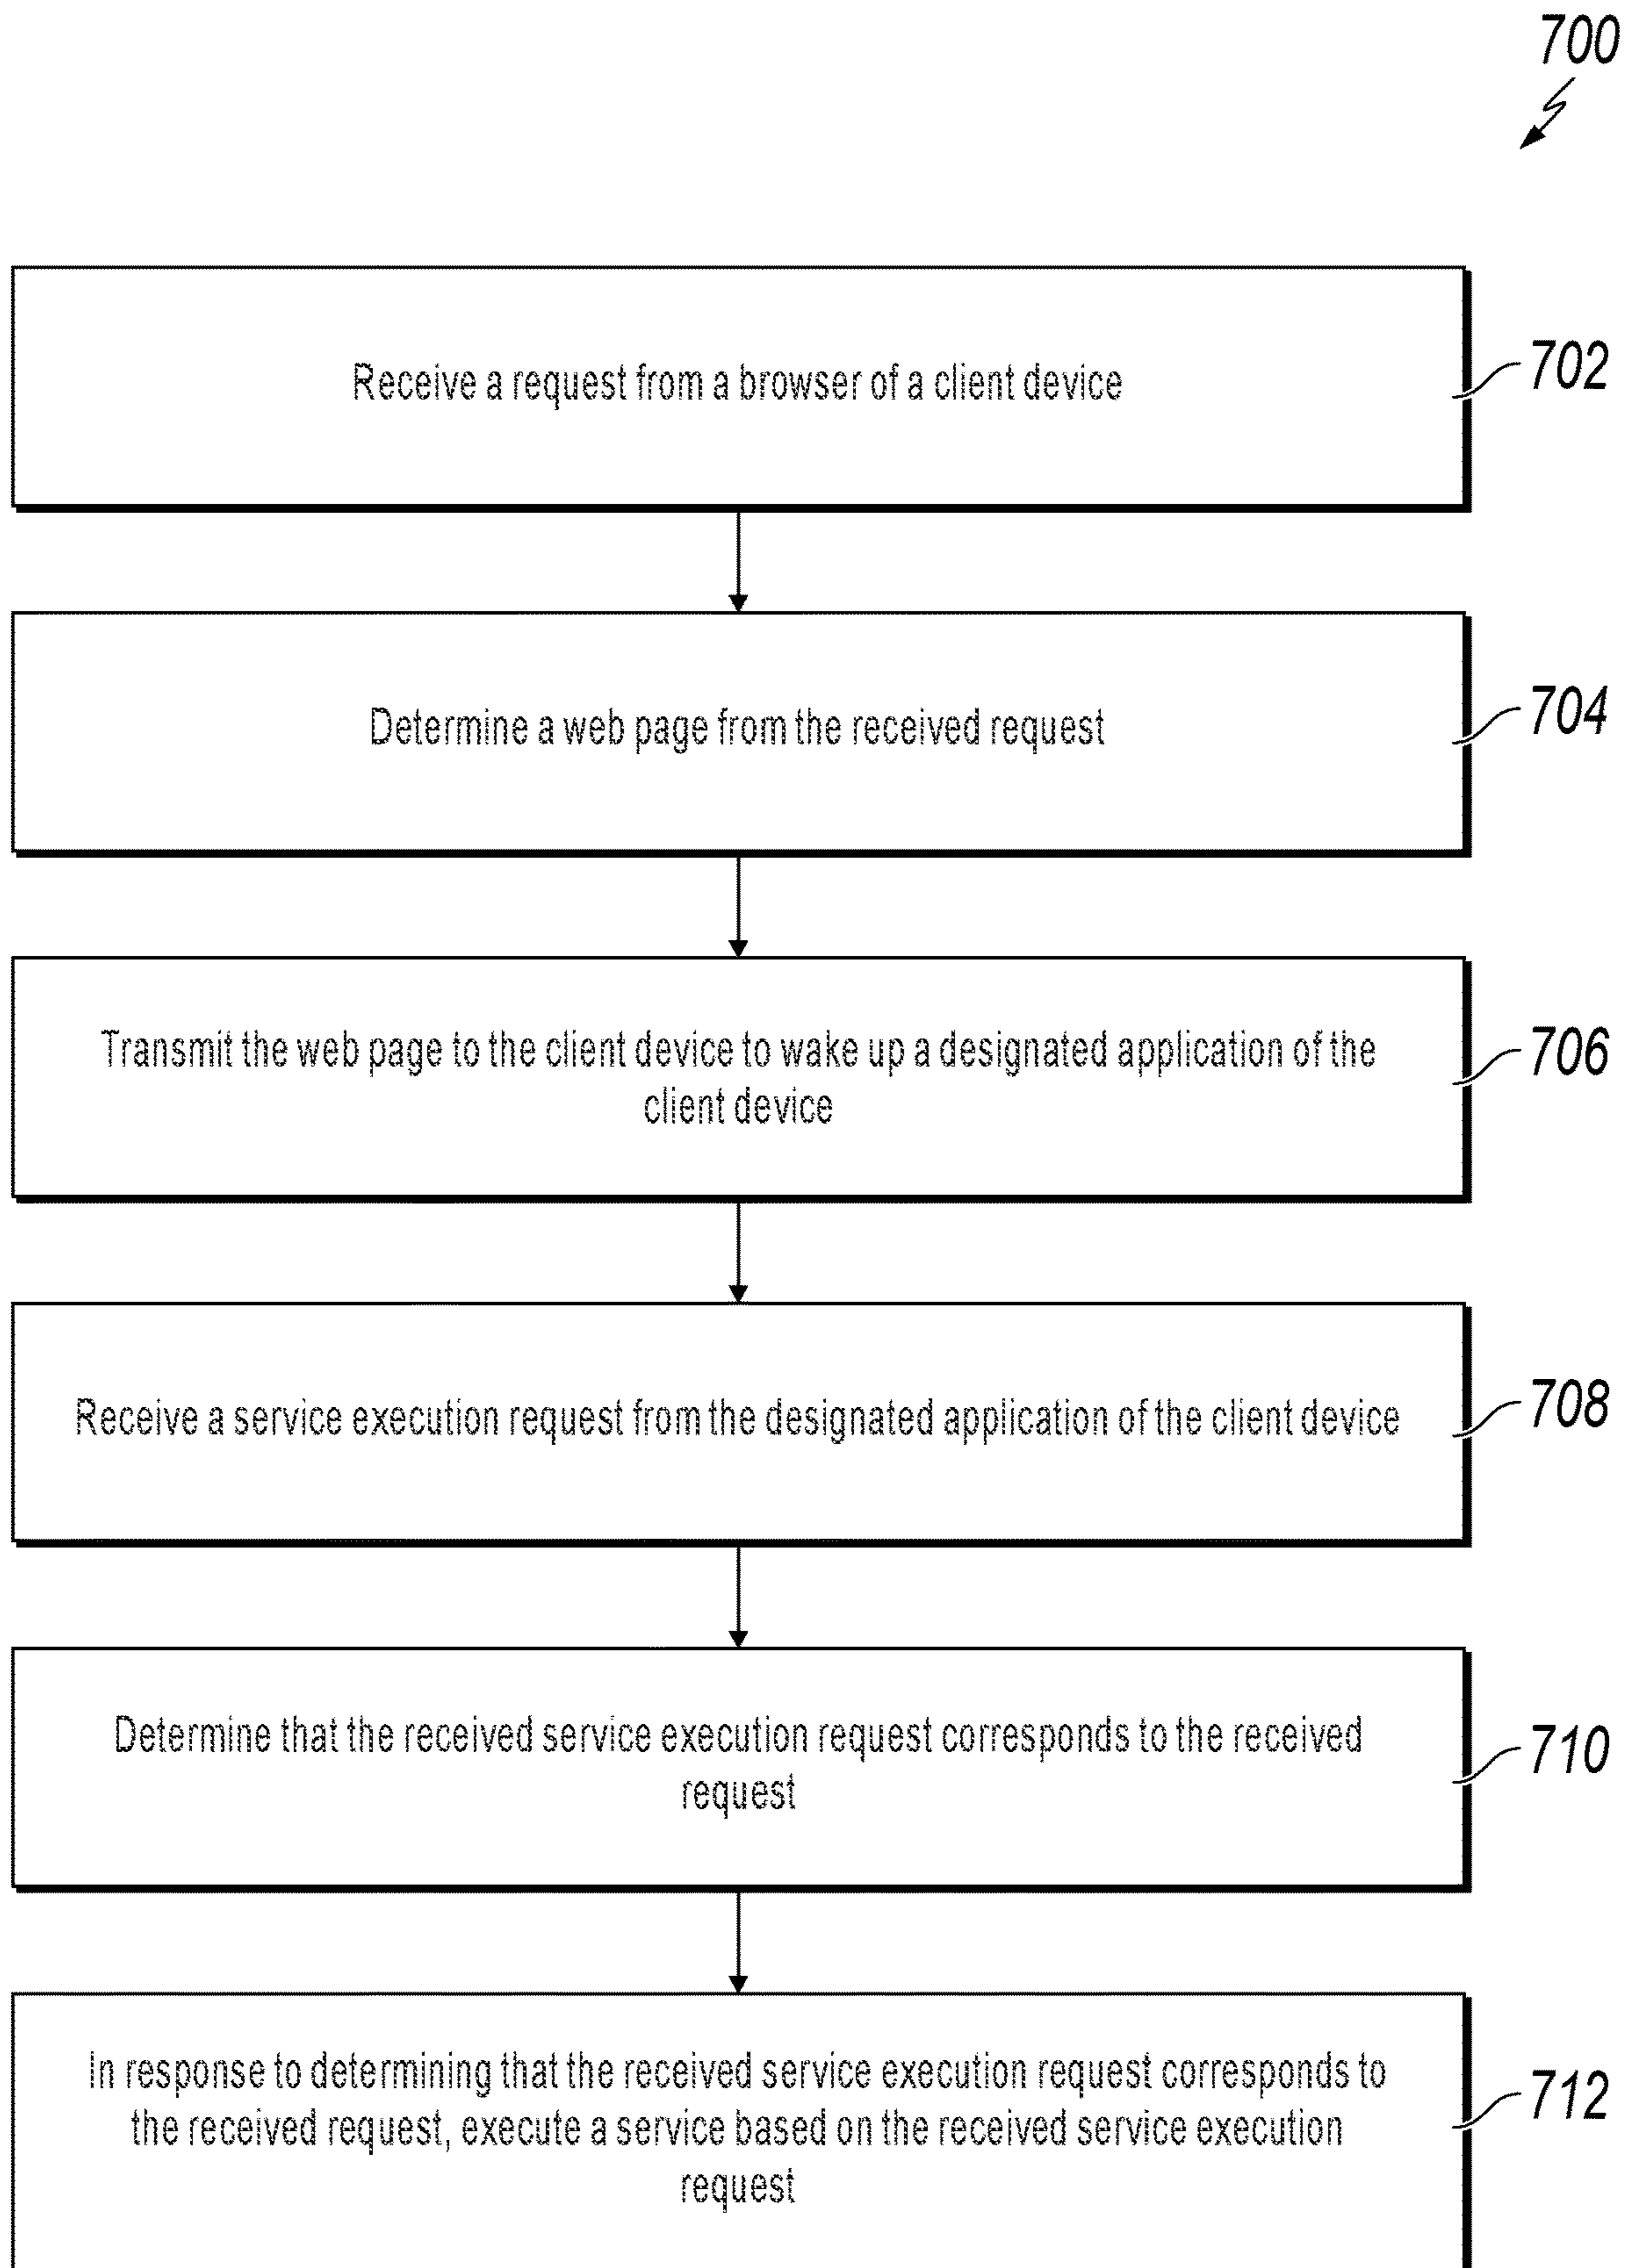 700
Receive a request from a browser of a client device
702
Determine a web page from the received request
704
Transmit the web page to the client device to wake up a designated application of the
client device
706
Receive a service execution request from the designated application of the client device
708
Determine that the received service execution request corresponds to the received
request
710
In response to determining that the received service execution request corresponds to
the received request, execute a service based on the received service execution
request
712